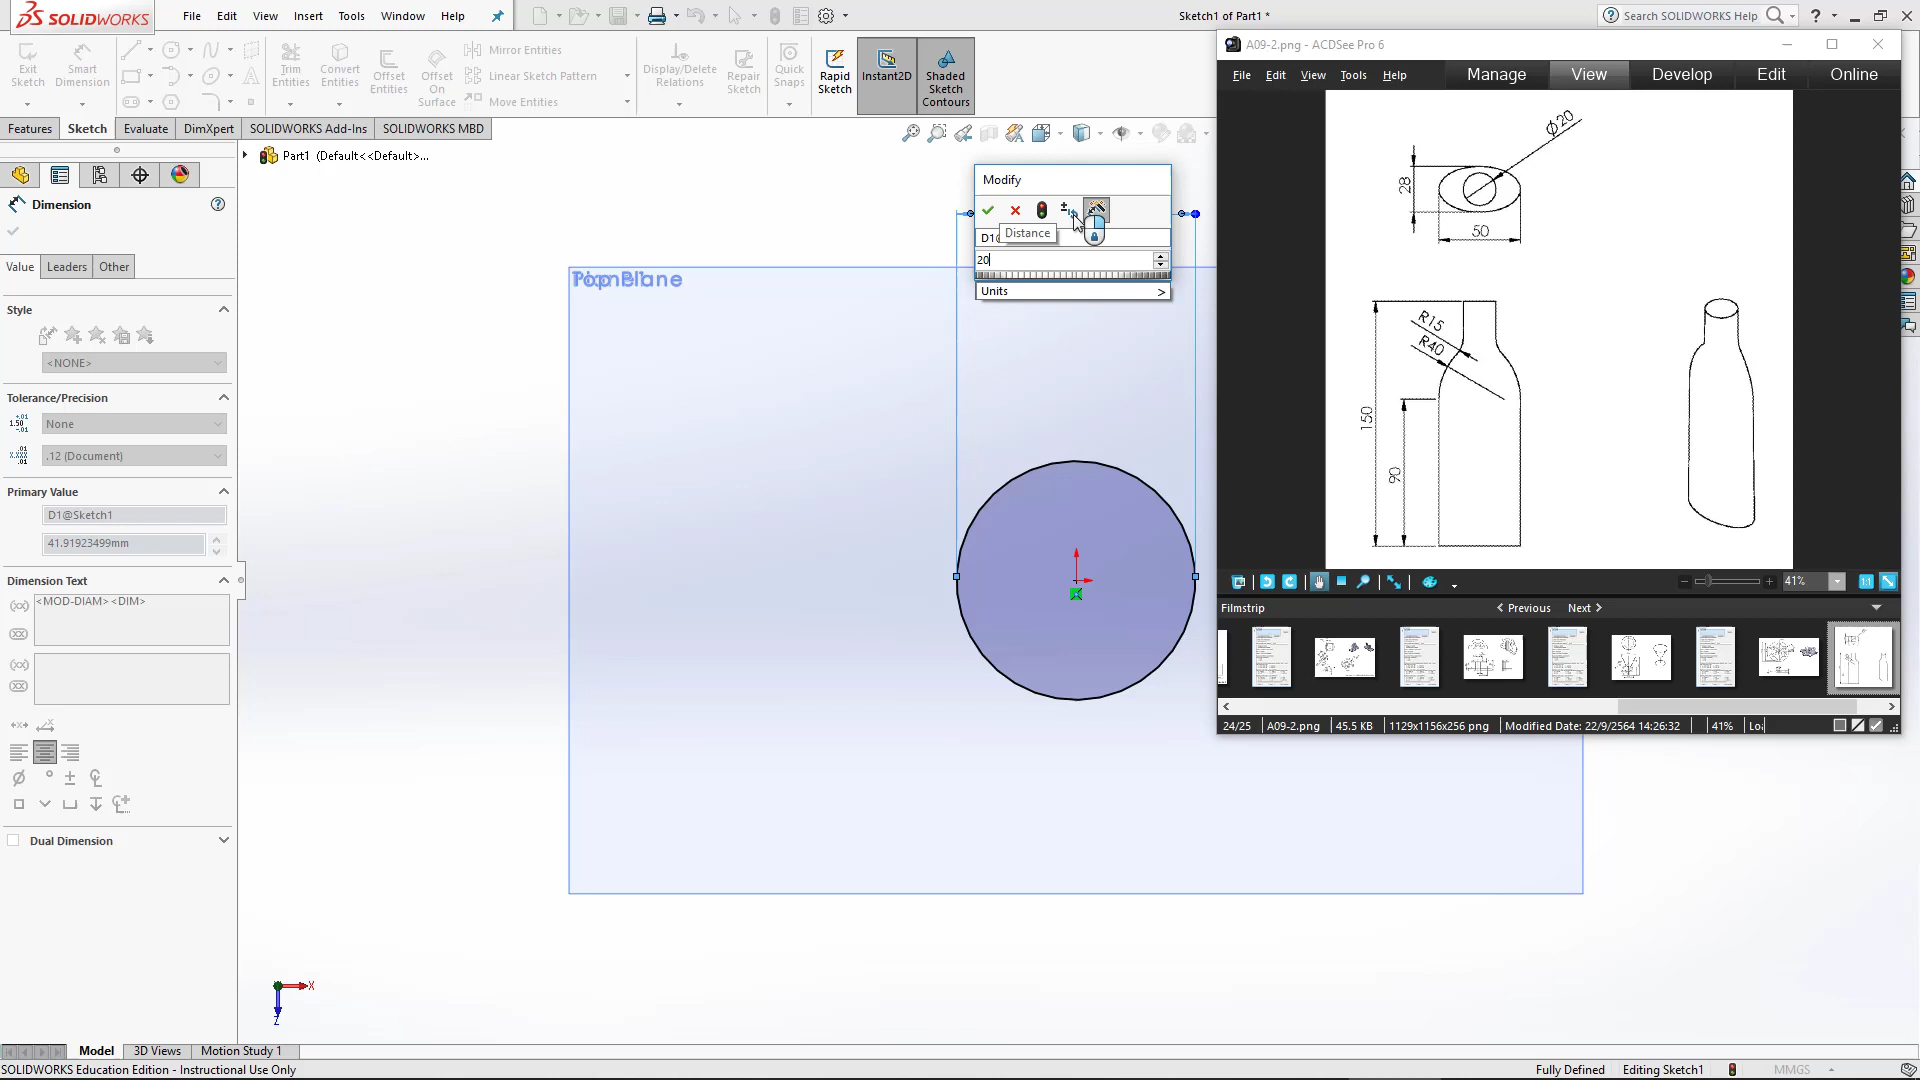 SOLIDWORKS
File Edit View Insert Tools Window Help
Sketch1 of Part1 *
Search SOLIDWORKS Help
Exit Sketch
Smart Dimension
Trim Entities
Convert Entities
Offset Entities
Offset On Surface
Mirror Entities
Linear Sketch Pattern
Move Entities
Display/Delete Relations
Repair Sketch
Quick Snaps
Rapid Sketch
Instant2D
Shaded Sketch Contours
Features Sketch Evaluate DimXpert SOLIDWORKS Add-Ins SOLIDWORKS MBD
Part1 (Default<<Default>...
Dimension
Value Leaders Other
Style
<NONE>
Tolerance/Precision
None
.12 (Document)
Primary Value
D1@Sketch1
41.91923499mm
Dimension Text
<MOD-DIAM><DIM>
Dual Dimension
Modify
Distance
D1@
20
Units >
A09-2.png - ACDSee Pro 6
File Edit View Tools Help
Manage View Develop Edit Online
Ø20
28
50
R15
R40
150
90
41%
1:1
Filmstrip
< Previous Next >
24/25 A09-2.png 45.5 KB 1129x1156x256 png Modified Date: 22/9/2564 14:26:32 41%
X
Z
Model 3D Views Motion Study 1
SOLIDWORKS Education Edition - Instructional Use Only
Fully Defined Editing Sketch1 MMGS